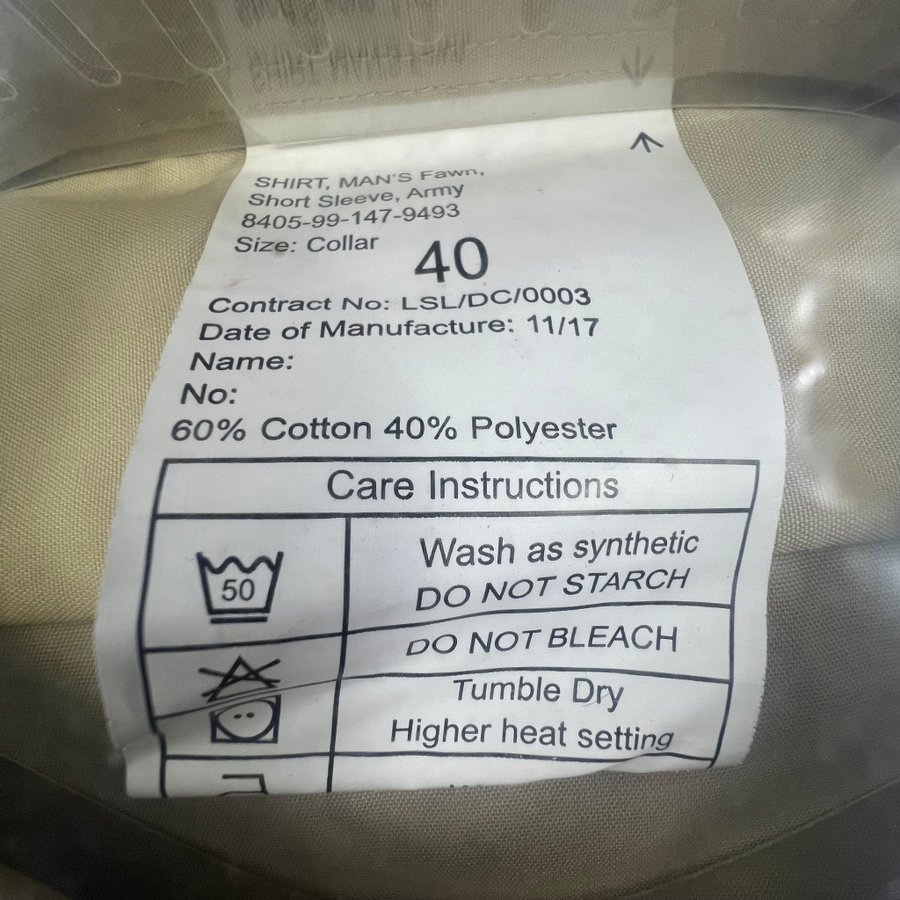 SHIRT, MAN'S Fawn,
Short Sleeve, Army
8405-99-147-9493
Size: Collar 40
Contract No: LSL/DC/0003
Date of Manufacture: 11/17
Name:
No:
60% Cotton 40% Polyester
Care Instructions
50
Wash as synthetic
DO NOT STARCH
DO NOT BLEACH
Tumble Dry
Higher heat setting